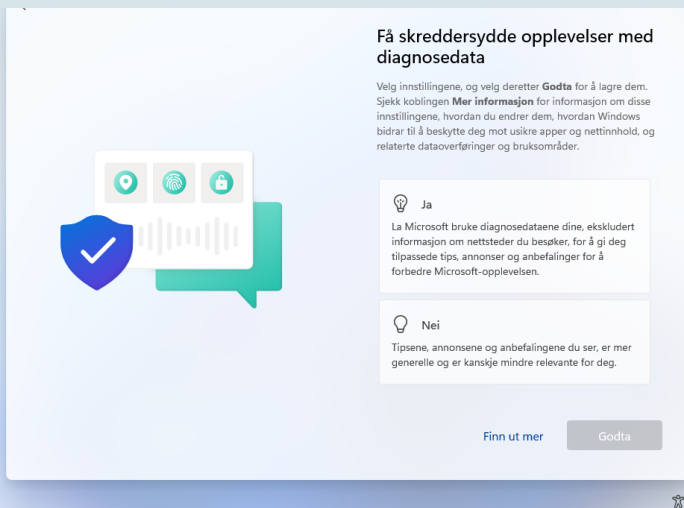 Få skreddersydde opplevelser med
diagnosedata
Velg innstillingene, og velg deretter Godta for å lagre dem.
Sjekk koblingen Mer informasjon for informasjon om disse
innstillingene, hvordan du endrer dem, hvordan Windows
bidrar til å beskytte deg mot usikre apper og nettinnhold, og
relaterte dataoverføringer og bruksområder.
Ja
La Microsoft bruke diagnosedataene dine, ekskludert
informasjon om nettsteder du besøker, for å gi deg
tilpassede tips, annonser og anbefalinger for å
forbedre Microsoft-opplevelsen.
Nei
Tipsene, annonsene og anbefalingene du ser, er mer
generelle og er kanskje mindre relevante for deg.
Finn ut mer
Godta